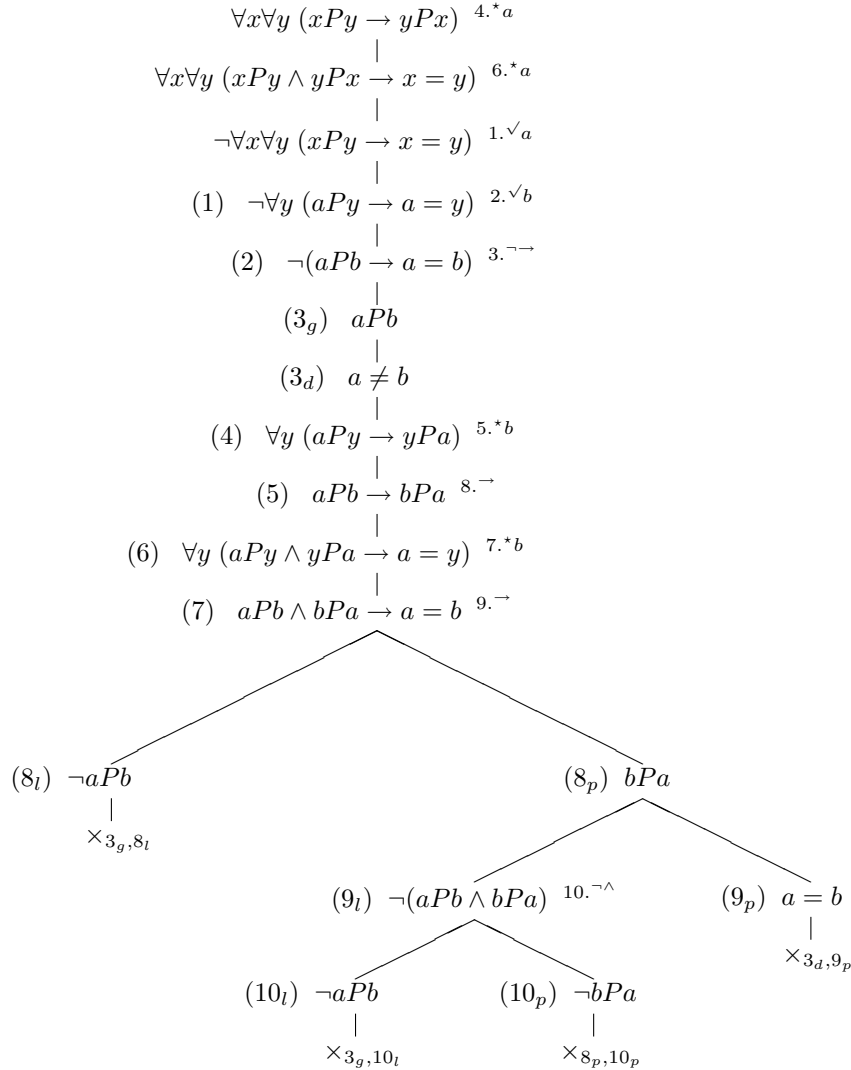 ∀x∀y (xPy → yPx) 4.⋆a
∀x∀y (xPy ∧ yPx → x = y) 6.⋆a
¬∀x∀y (xPy → x = y) 1.√a
(1) ¬∀y (aPy → a = y) 2.√b
(2) ¬(aPb → a = b) 3.¬→
(3g) aPb
(3d) a ≠ b
(4) ∀y (aPy → yPa) 5.⋆b
(5) aPb → bPa 8.→
(6) ∀y (aPy ∧ yPa → a = y) 7.⋆b
(7) aPb ∧ bPa → a = b 9.→
(8l) ¬aPb (8p) bPa
×3g,8l
(9l) ¬(aPb ∧ bPa) 10.¬∧ (9p) a = b
×3d,9p
(10l) ¬aPb (10p) ¬bPa
×3g,10l ×8p,10p